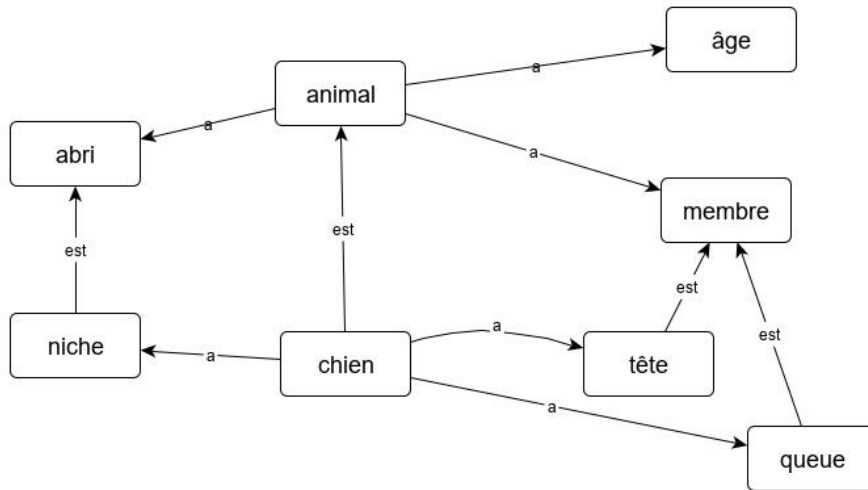 âge
a
animal
a
abri
a
membre
est
est
est
niche
a
chien
a
tête
est
a
queue